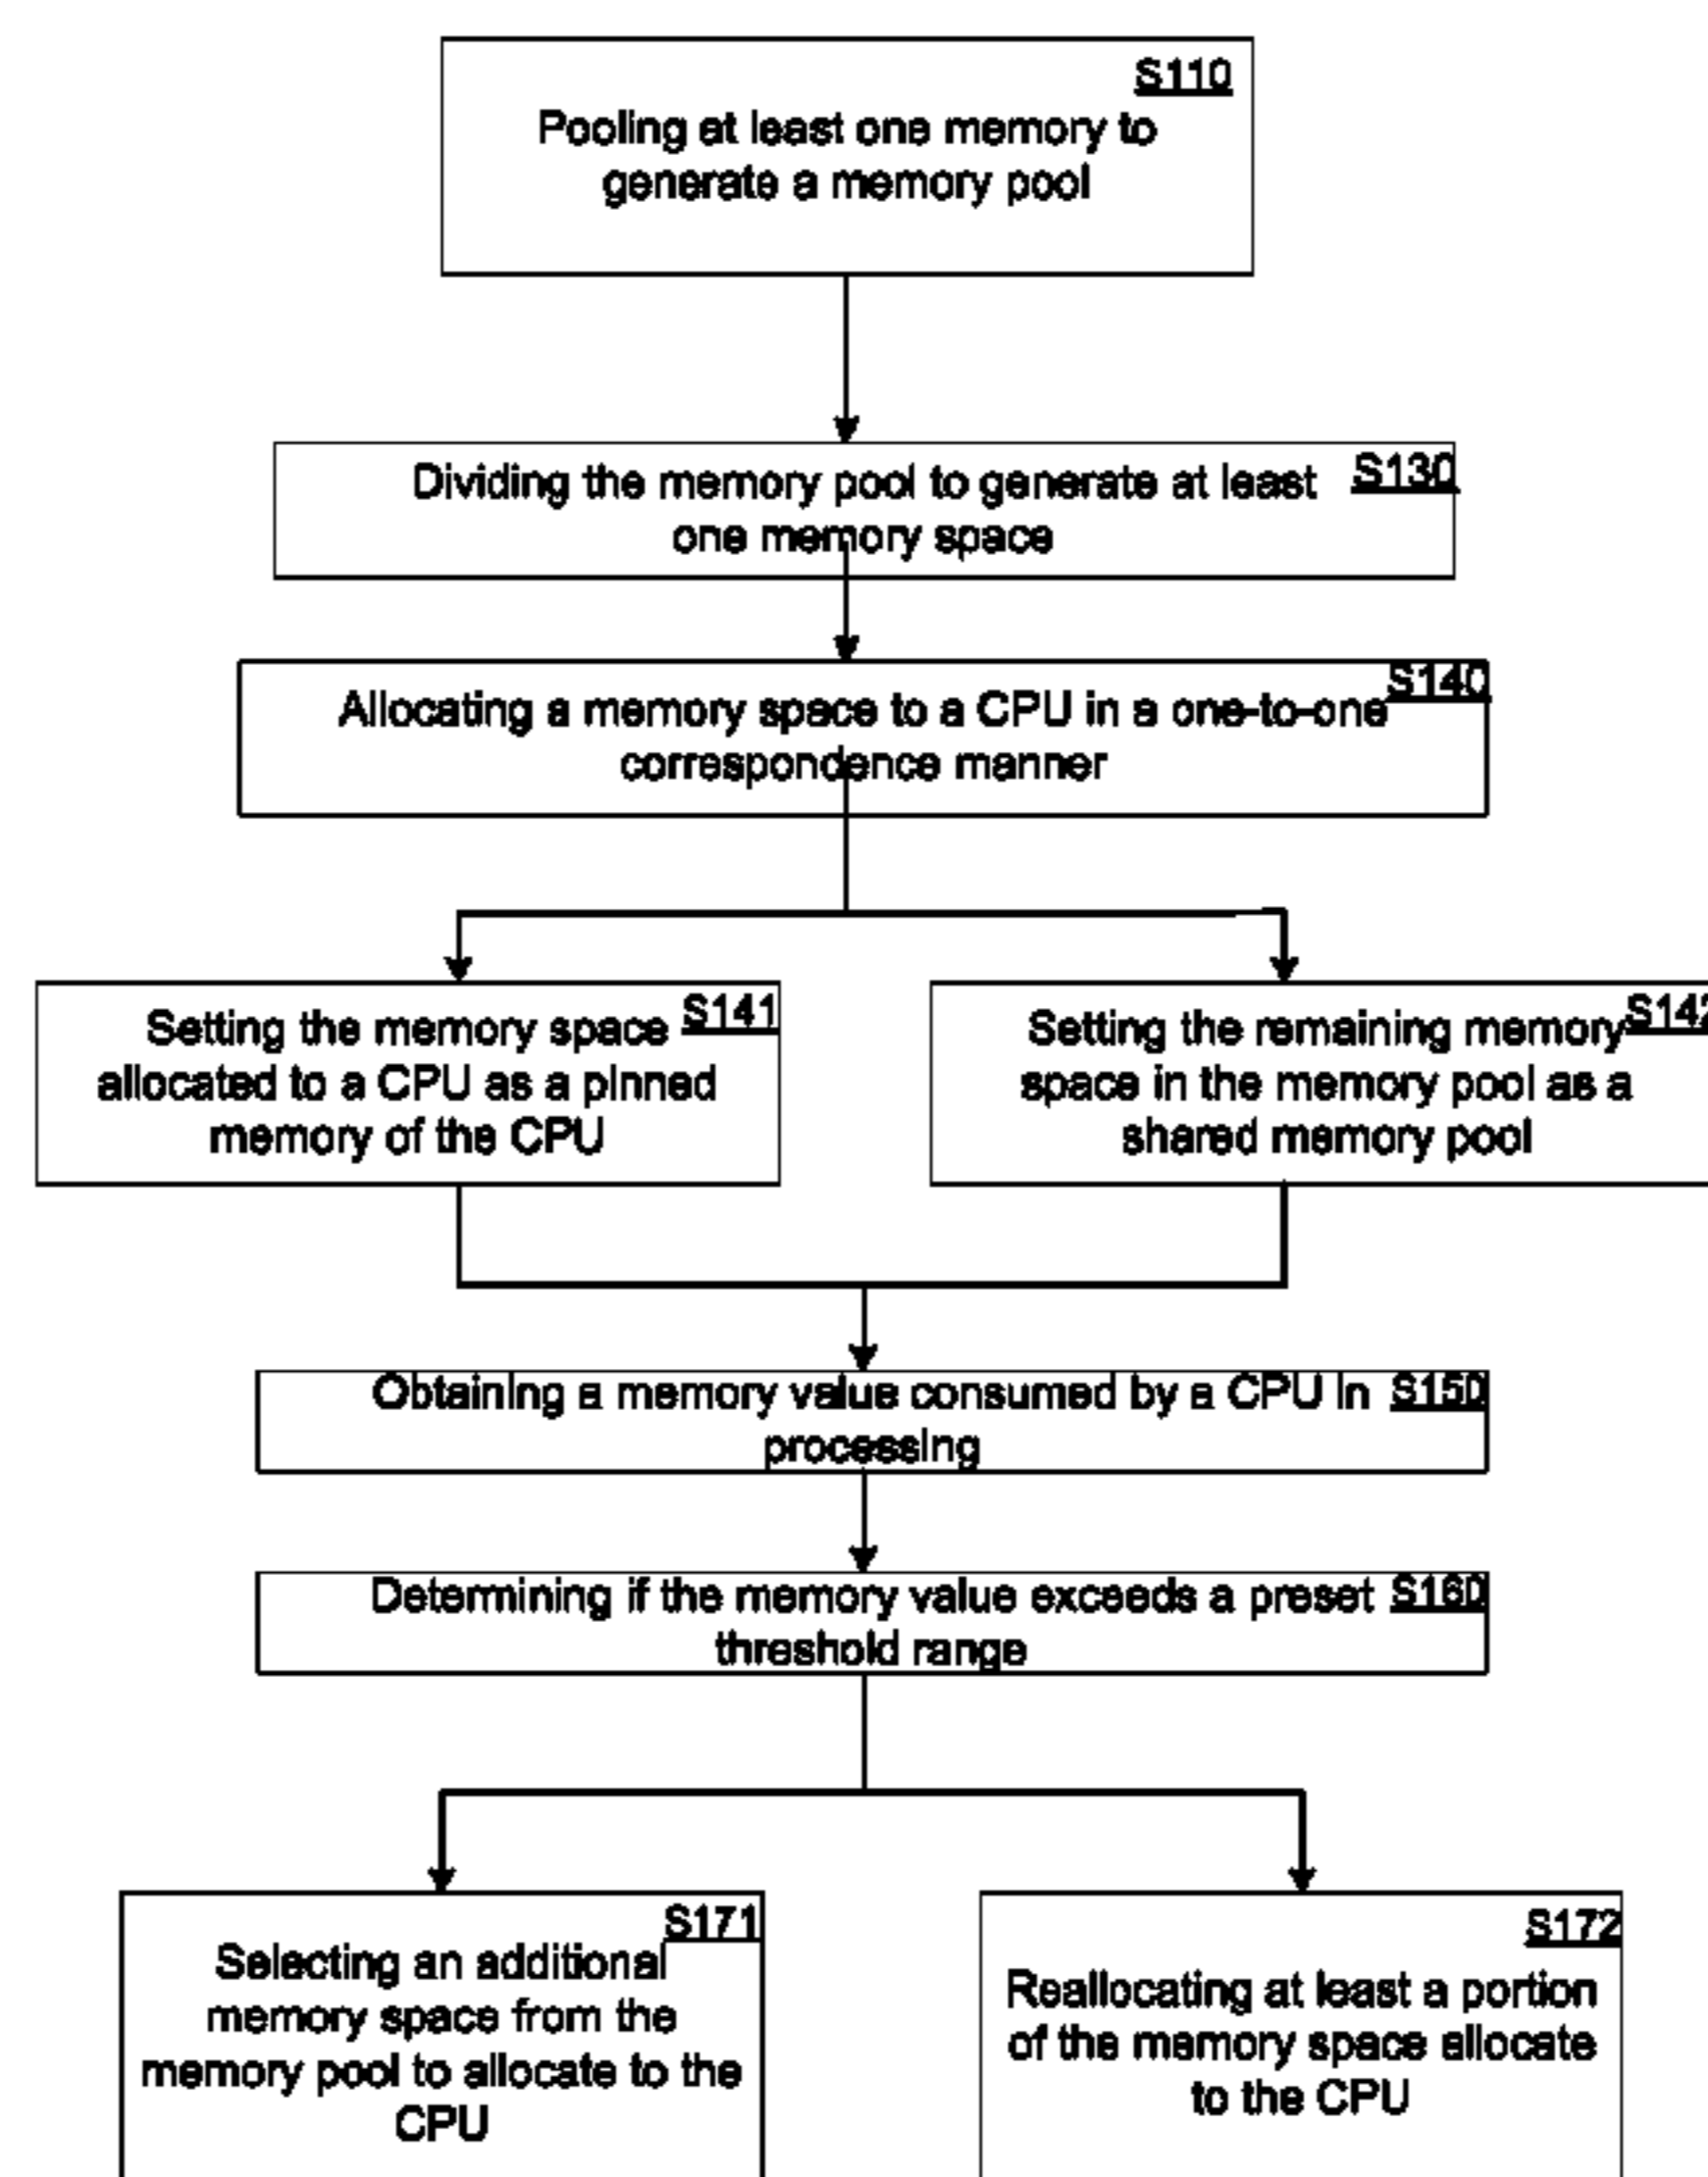 S110
Pooling at least one memory to
generate a memory pool
S130
Dividing the memory pool to generate at least
one memory space
S140
Allocating a memory space to a CPU in a one-to-one
correspondence manner
S141
Setting the memory space
allocated to a CPU as a pinned
memory of the CPU
S142
Setting the remaining memory
space in the memory pool as a
shared memory pool
S150
Obtaining a memory value consumed by a CPU in
processing
S160
Determining if the memory value exceeds a preset
threshold range
S171
Selecting an additional
memory space from the
memory pool to allocate to the
CPU
S172
Reallocating at least a portion
of the memory space allocate
to the CPU